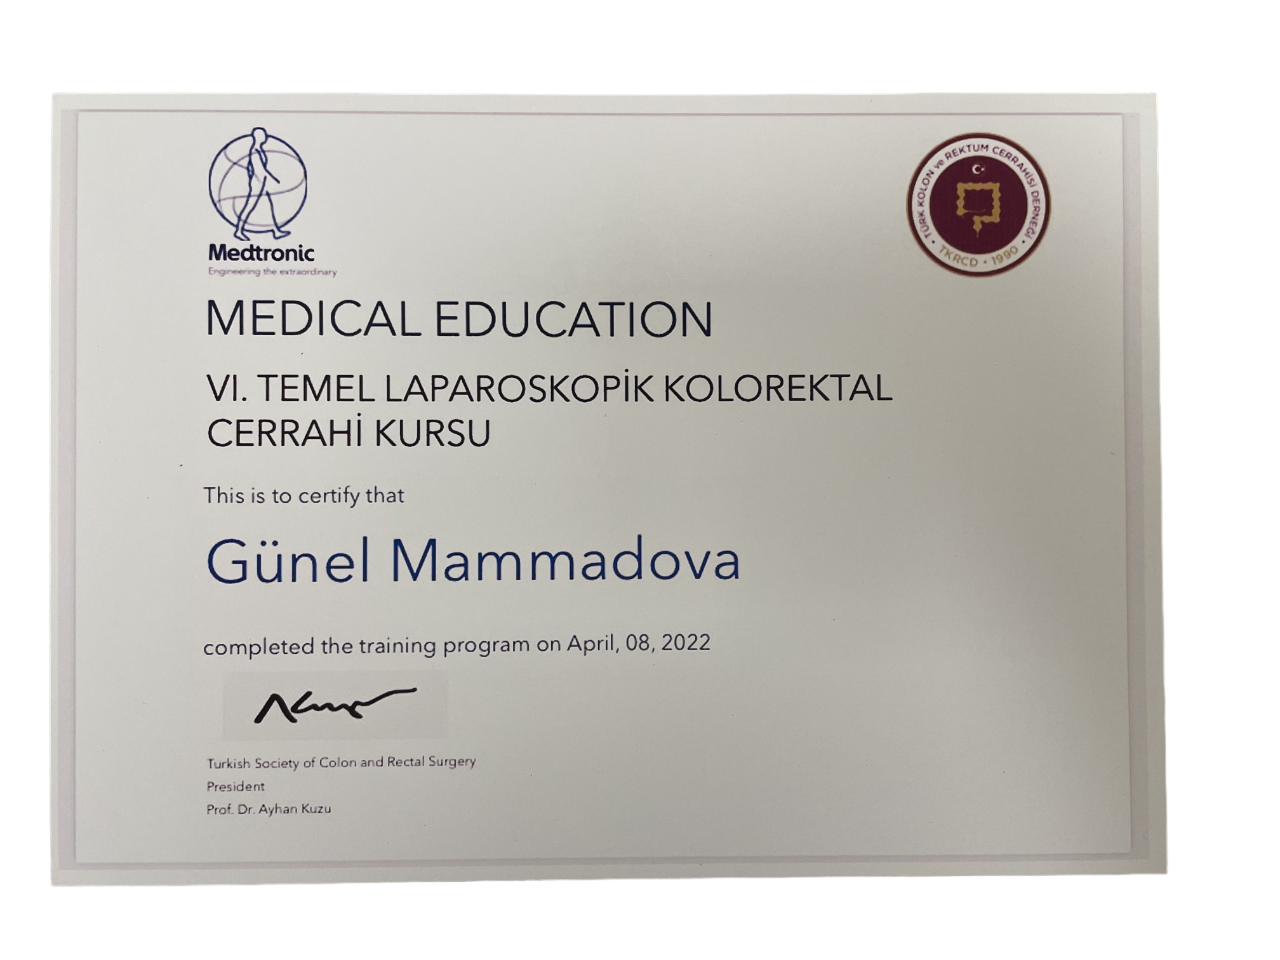 Medtronic
Engineering the extraordinary
TÜRK KOLON ve REKTUM CERRAHİSİ DERNEĞİ
TKRCD • 1990
MEDICAL EDUCATION
VI. TEMEL LAPAROSKOPİK KOLOREKTAL
CERRAHİ KURSU
This is to certify that
Günel Mammadova
completed the training program on April, 08, 2022
Turkish Society of Colon and Rectal Surgery
President
Prof. Dr. Ayhan Kuzu